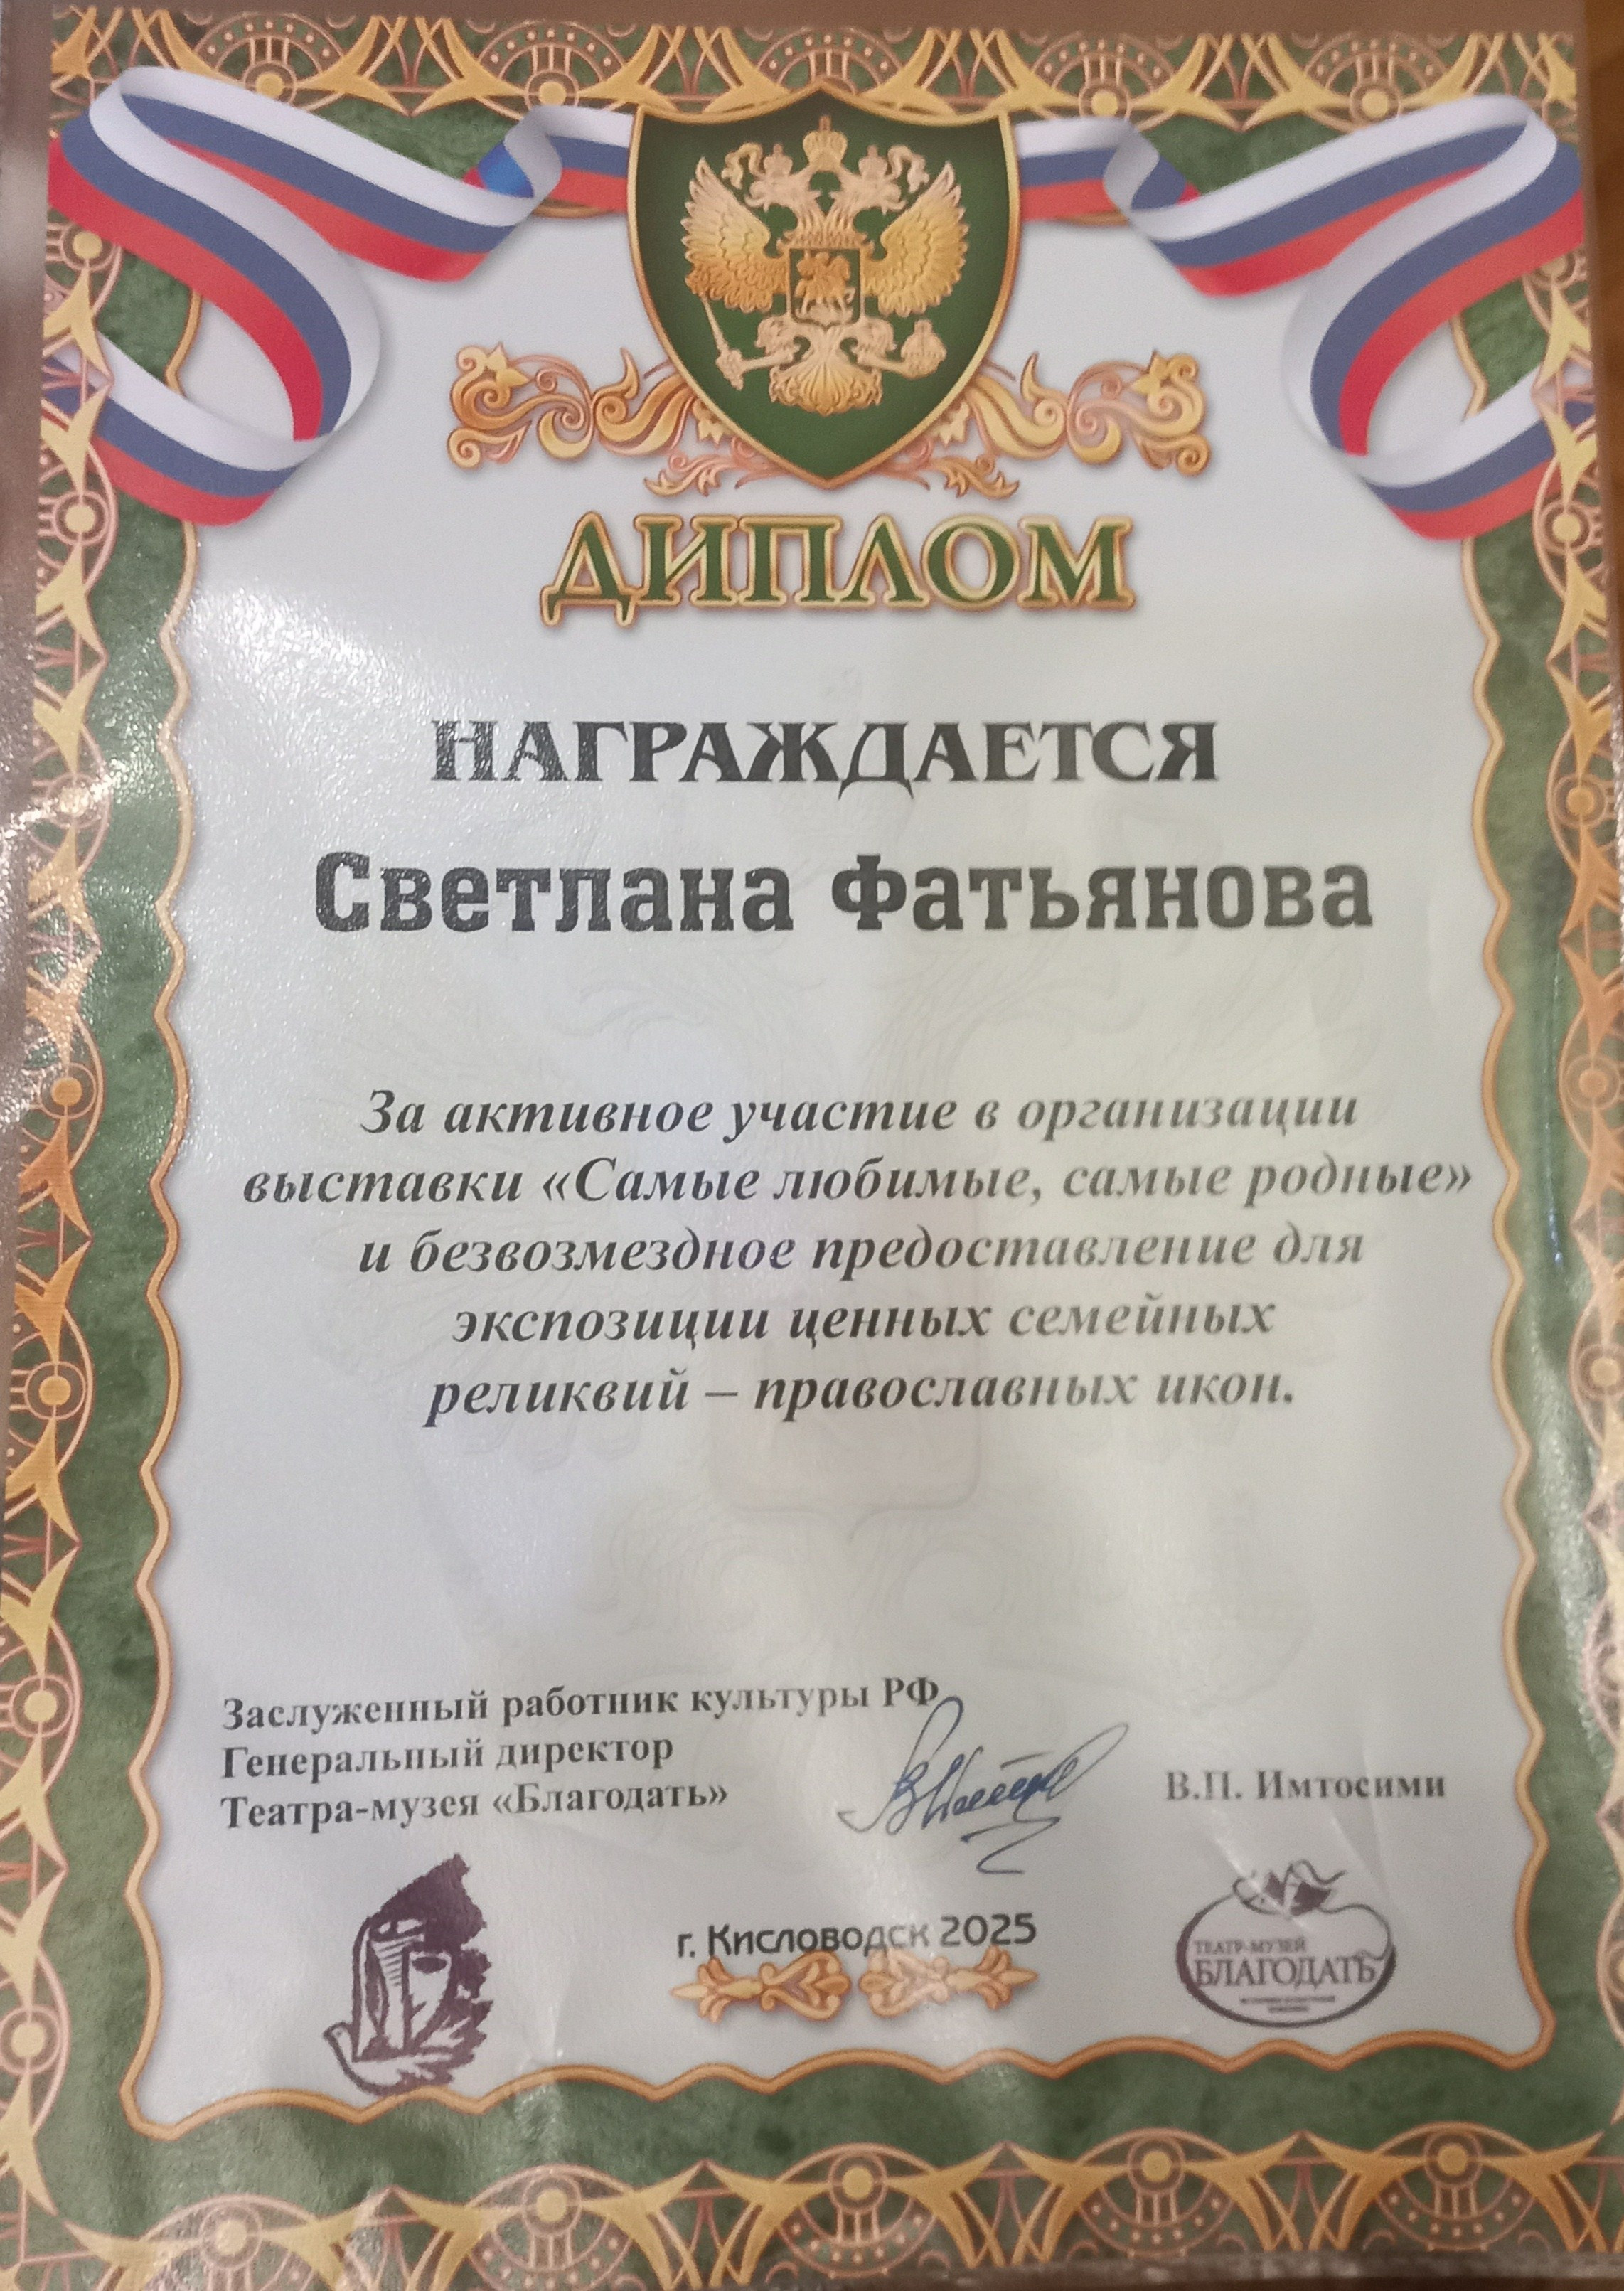 ДИПЛОМ
НАГРАЖДАЕТСЯ
Светлана Фатьянова
За активное участие в организации
выставки «Самые любимые, самые родные»
и безвозмездное предоставление для
экспозиции ценных семейных
реликвий – православных икон.
Заслуженный работник культуры РФ
Генеральный директор
Театра-музея «Благодать»
В.П. Имтосими
г. Кисловодск 2025
ТЕАТР-МУЗЕЙ
БЛАГОДАТЬ